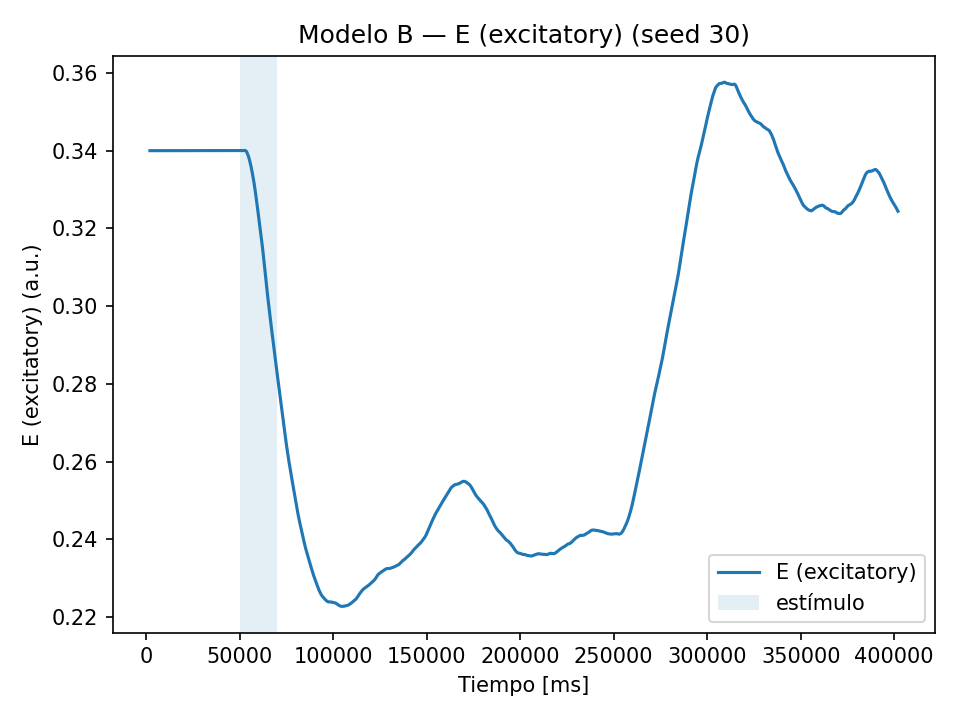 Modelo B — E (excitatory) (seed 30)
E (excitatory) (a.u.)
0.36
0.34
0.32
0.30
0.28
0.26
0.24
0.22
E (excitatory)
estímulo
0 50000 100000 150000 200000 250000 300000 350000 400000
Tiempo [ms]